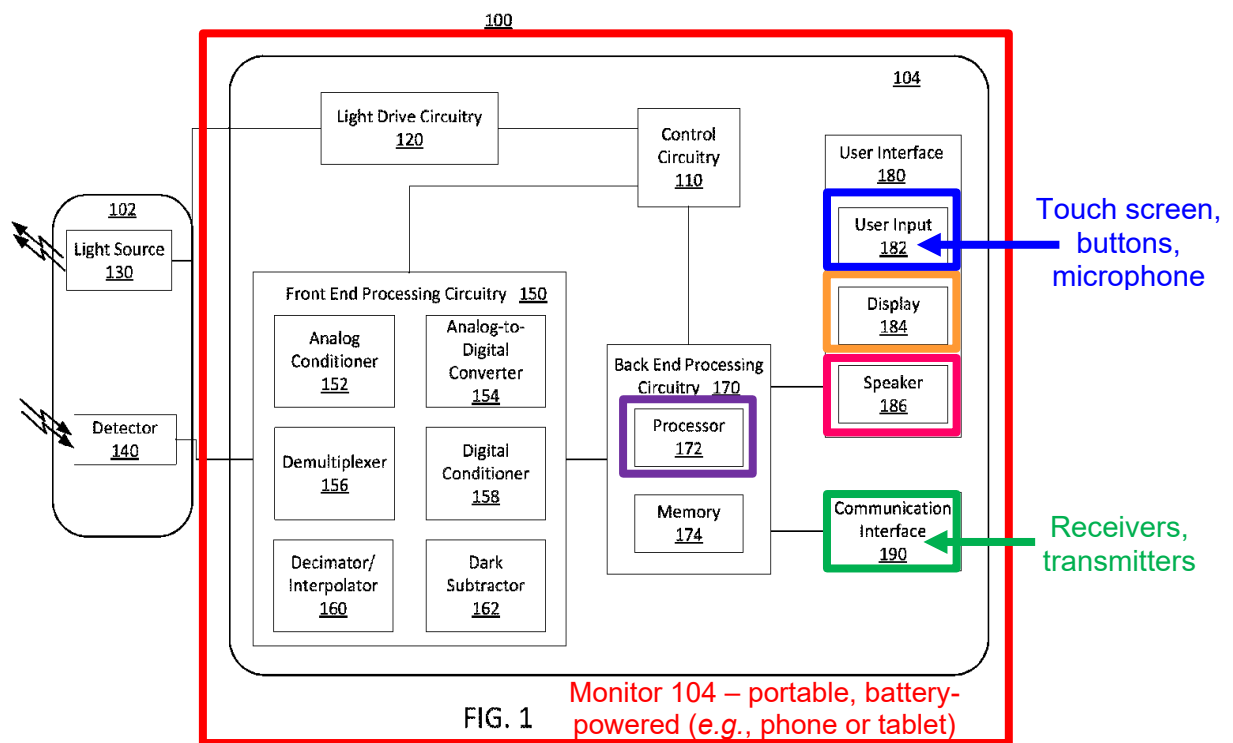 100
104
Light Drive Circuitry
120
Control
Circuitry
110
User Interface
180
User Input
182
Touch screen,
buttons,
microphone
102
Light Source
130
Display
184
Front End Processing Circuitry 150
Analog
Conditioner
152
Analog-to-
Digital
Converter
154
Back End Processing
Circuitry 170
Speaker
186
Detector
140
Processor
172
Demultiplexer
156
Digital
Conditioner
158
Memory
174
Communication
Interface
190
Receivers,
transmitters
Decimator/
Interpolator
160
Dark
Subtractor
162
FIG. 1
Monitor 104 – portable, battery-
powered (e.g., phone or tablet)